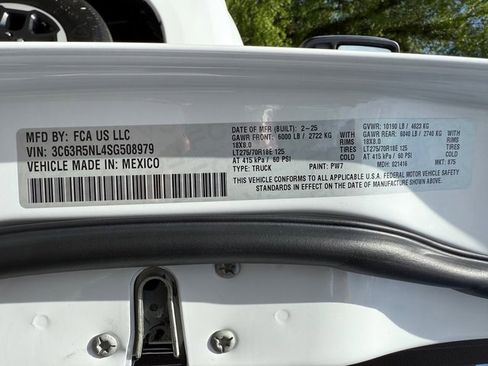 MFD BY: FCA US LLC
VIN: 3C63R5NL4SG508979
VEHICLE MADE IN: MEXICO
DATE OF MFR (BUILT): 2-25
GAWR FRONT: 6000 LB / 2722 KG
18X8.0 RIMS
LT275/70R18E 125 TIRES
AT 415 kPa / 60 PSI
TYPE: TRUCK PAINT: PW7
GVWR: 10190 LB / 4623 KG
GAWR REAR: 6040 LB / 2740 KG
18X8.0 WITH RIMS
LT275/70R18E 125 TIRES
AT 415 kPa / 60 PSI
MDH: 021416 MKT: 875
THIS VEHICLE CONFORMS TO ALL APPLICABLE U.S.A. FEDERAL MOTOR VEHICLE SAFETY
STANDARDS IN EFFECT ON THE DATE OF MANUFACTURE SHOWN ABOVE.